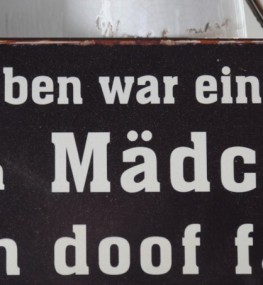 ben war ein
Mädc
n doof f